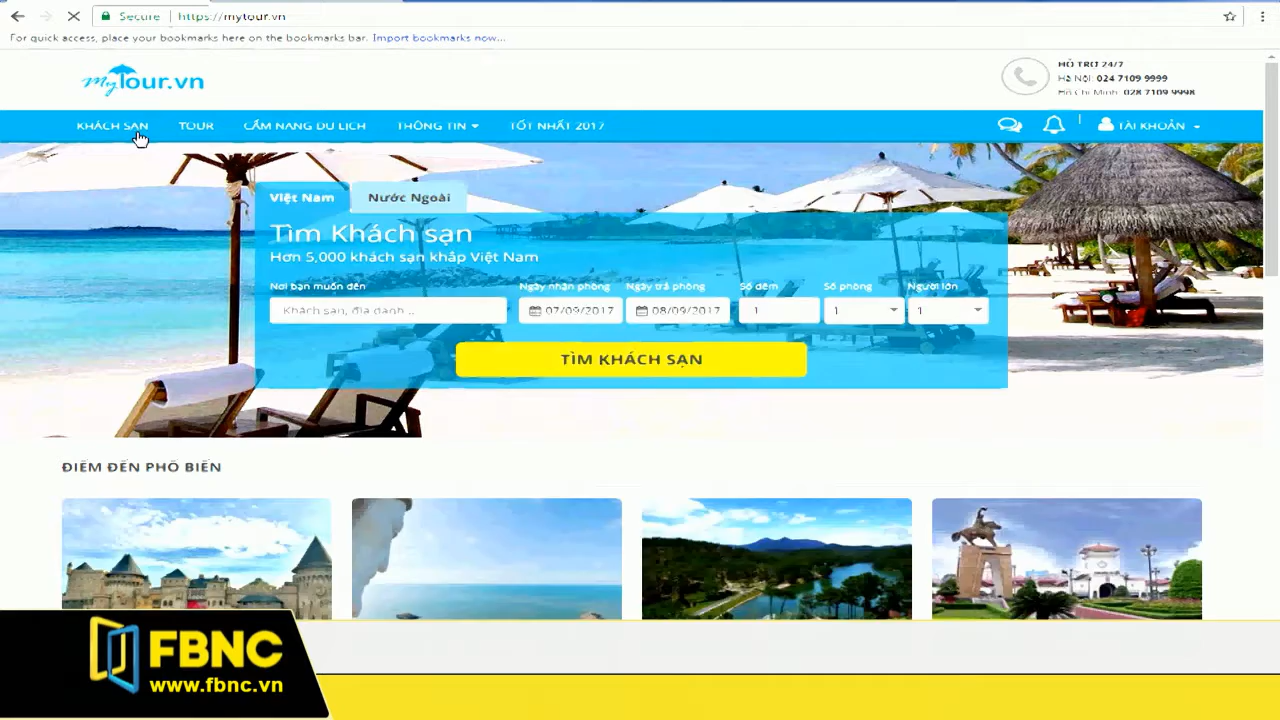 Secure | https://mytour.vn
For quick access, place your bookmarks here on the bookmarks bar. Import bookmarks now...
MyTour.vn
HỖ TRỢ 24/7
Hà Nội: 024 7109 9999
Hồ Chí Minh: 028 7109 9998
KHÁCH SẠN TOUR CẨM NANG DU LỊCH THÔNG TIN TỐT NHẤT 2017 TÀI KHOẢN
Việt Nam Nước Ngoài
Tìm Khách sạn
Hơn 5,000 khách sạn khắp Việt Nam
Nơi bạn muốn đến Ngày nhận phòng Ngày trả phòng Số đêm Số phòng Người lớn
Khách sạn, địa danh ... 07/09/2017 08/09/2017 1 1 1
TÌM KHÁCH SẠN
ĐIỂM ĐẾN PHỔ BIẾN
FBNC
www.fbnc.vn